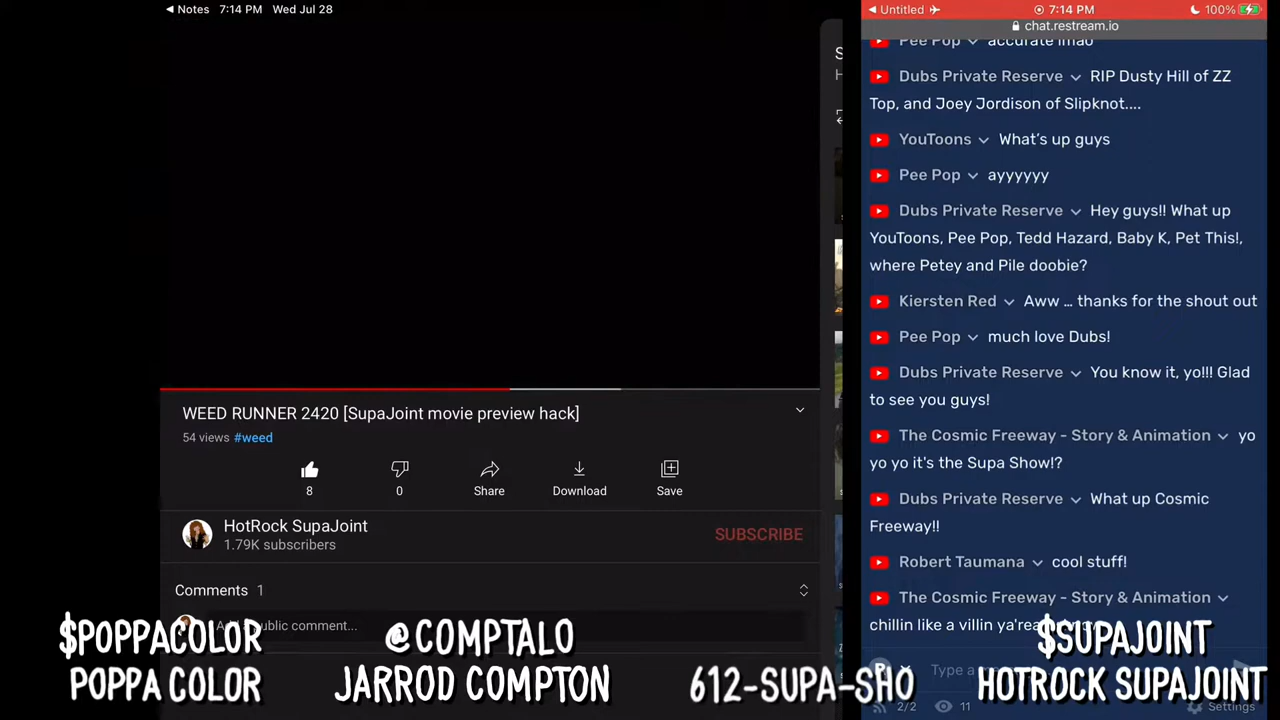 Notes 7:14 PM Wed Jul 28
Untitled 7:14 PM 100%
chat.restream.io
Pee Pop accurate lmao
Dubs Private Reserve RIP Dusty Hill of ZZ
Top, and Joey Jordison of Slipknot....
YouToons What's up guys
Pee Pop ayyyyyy
Dubs Private Reserve Hey guys!! What up
YouToons, Pee Pop, Tedd Hazard, Baby K, Pet This!,
where Petey and Pile doobie?
Kiersten Red Aww … thanks for the shout out
Pee Pop much love Dubs!
Dubs Private Reserve You know it, yo!!! Glad
to see you guys!
The Cosmic Freeway - Story & Animation yo
yo yo it's the Supa Show!?
Dubs Private Reserve What up Cosmic
Freeway!!
Robert Taumana cool stuff!
The Cosmic Freeway - Story & Animation
chillin like a villin
Type a
2/2 11 Settings
WEED RUNNER 2420 [SupaJoint movie preview hack]
54 views #weed
8 0 Share Download Save
HotRock SupaJoint
1.79K subscribers
SUBSCRIBE
Comments 1
public comment...
$POPPACOLOR @COMPTALO $SUPAJOINT
POPPA COLOR JARROD COMPTON 612-SUPA-SHO HOTROCK SUPAJOINT